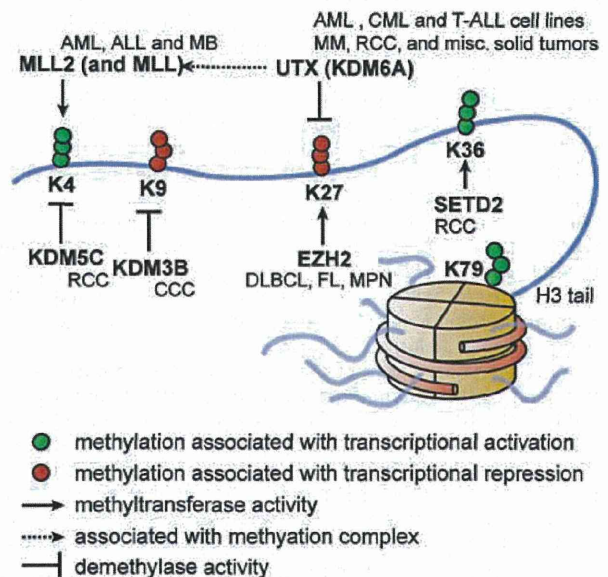 AML , CML and T-ALL cell lines
AML, ALL and MB
MM, RCC, and misc. solid tumors
MLL2 (and MLL)
UTX (KDM6A)
K4
K9
K27
K36
KDM5C
RCC
KDM3B
CCC
EZH2
DLBCL, FL, MPN
SETD2
RCC
K79
H3 tail
methylation associated with transcriptional activation
methylation associated with transcriptional repression
methyltransferase activity
associated with methyation complex
demethylase activity